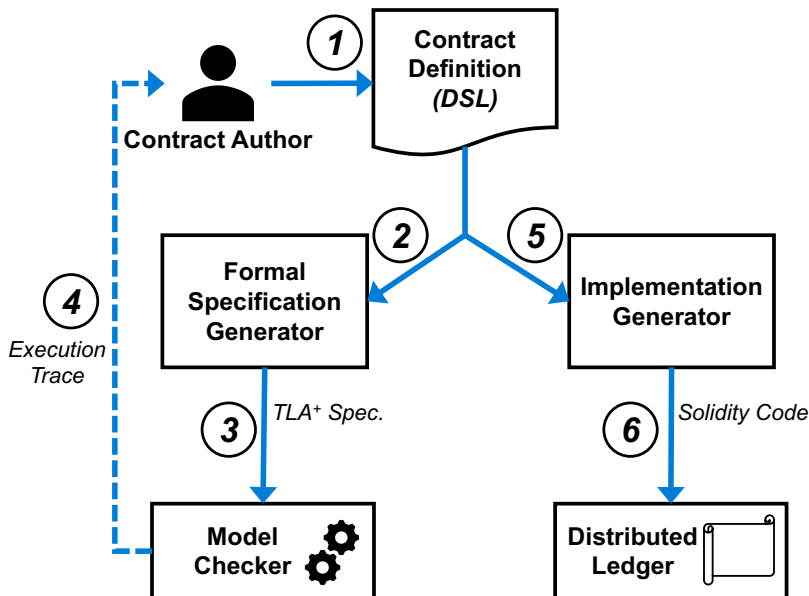 1
Contract
Definition
(DSL)
Contract Author
2
5
Formal
Specification
Generator
Implementation
Generator
4
Execution
Trace
3
TLA⁺ Spec.
6
Solidity Code
Model
Checker
Distributed
Ledger